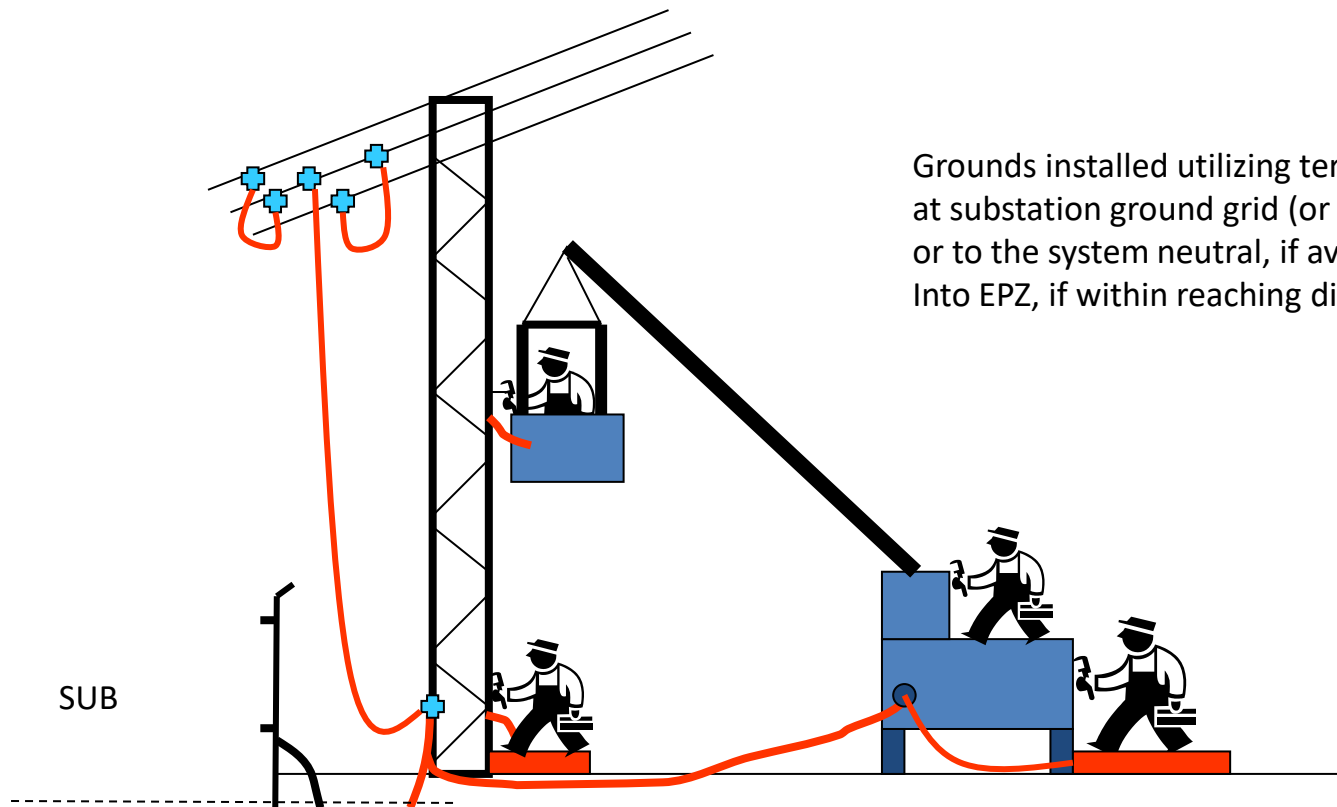 Grounds installed utilizing
at substation ground grid (or
or to the system neutral, if
Into EPZ, if within reaching
SUB